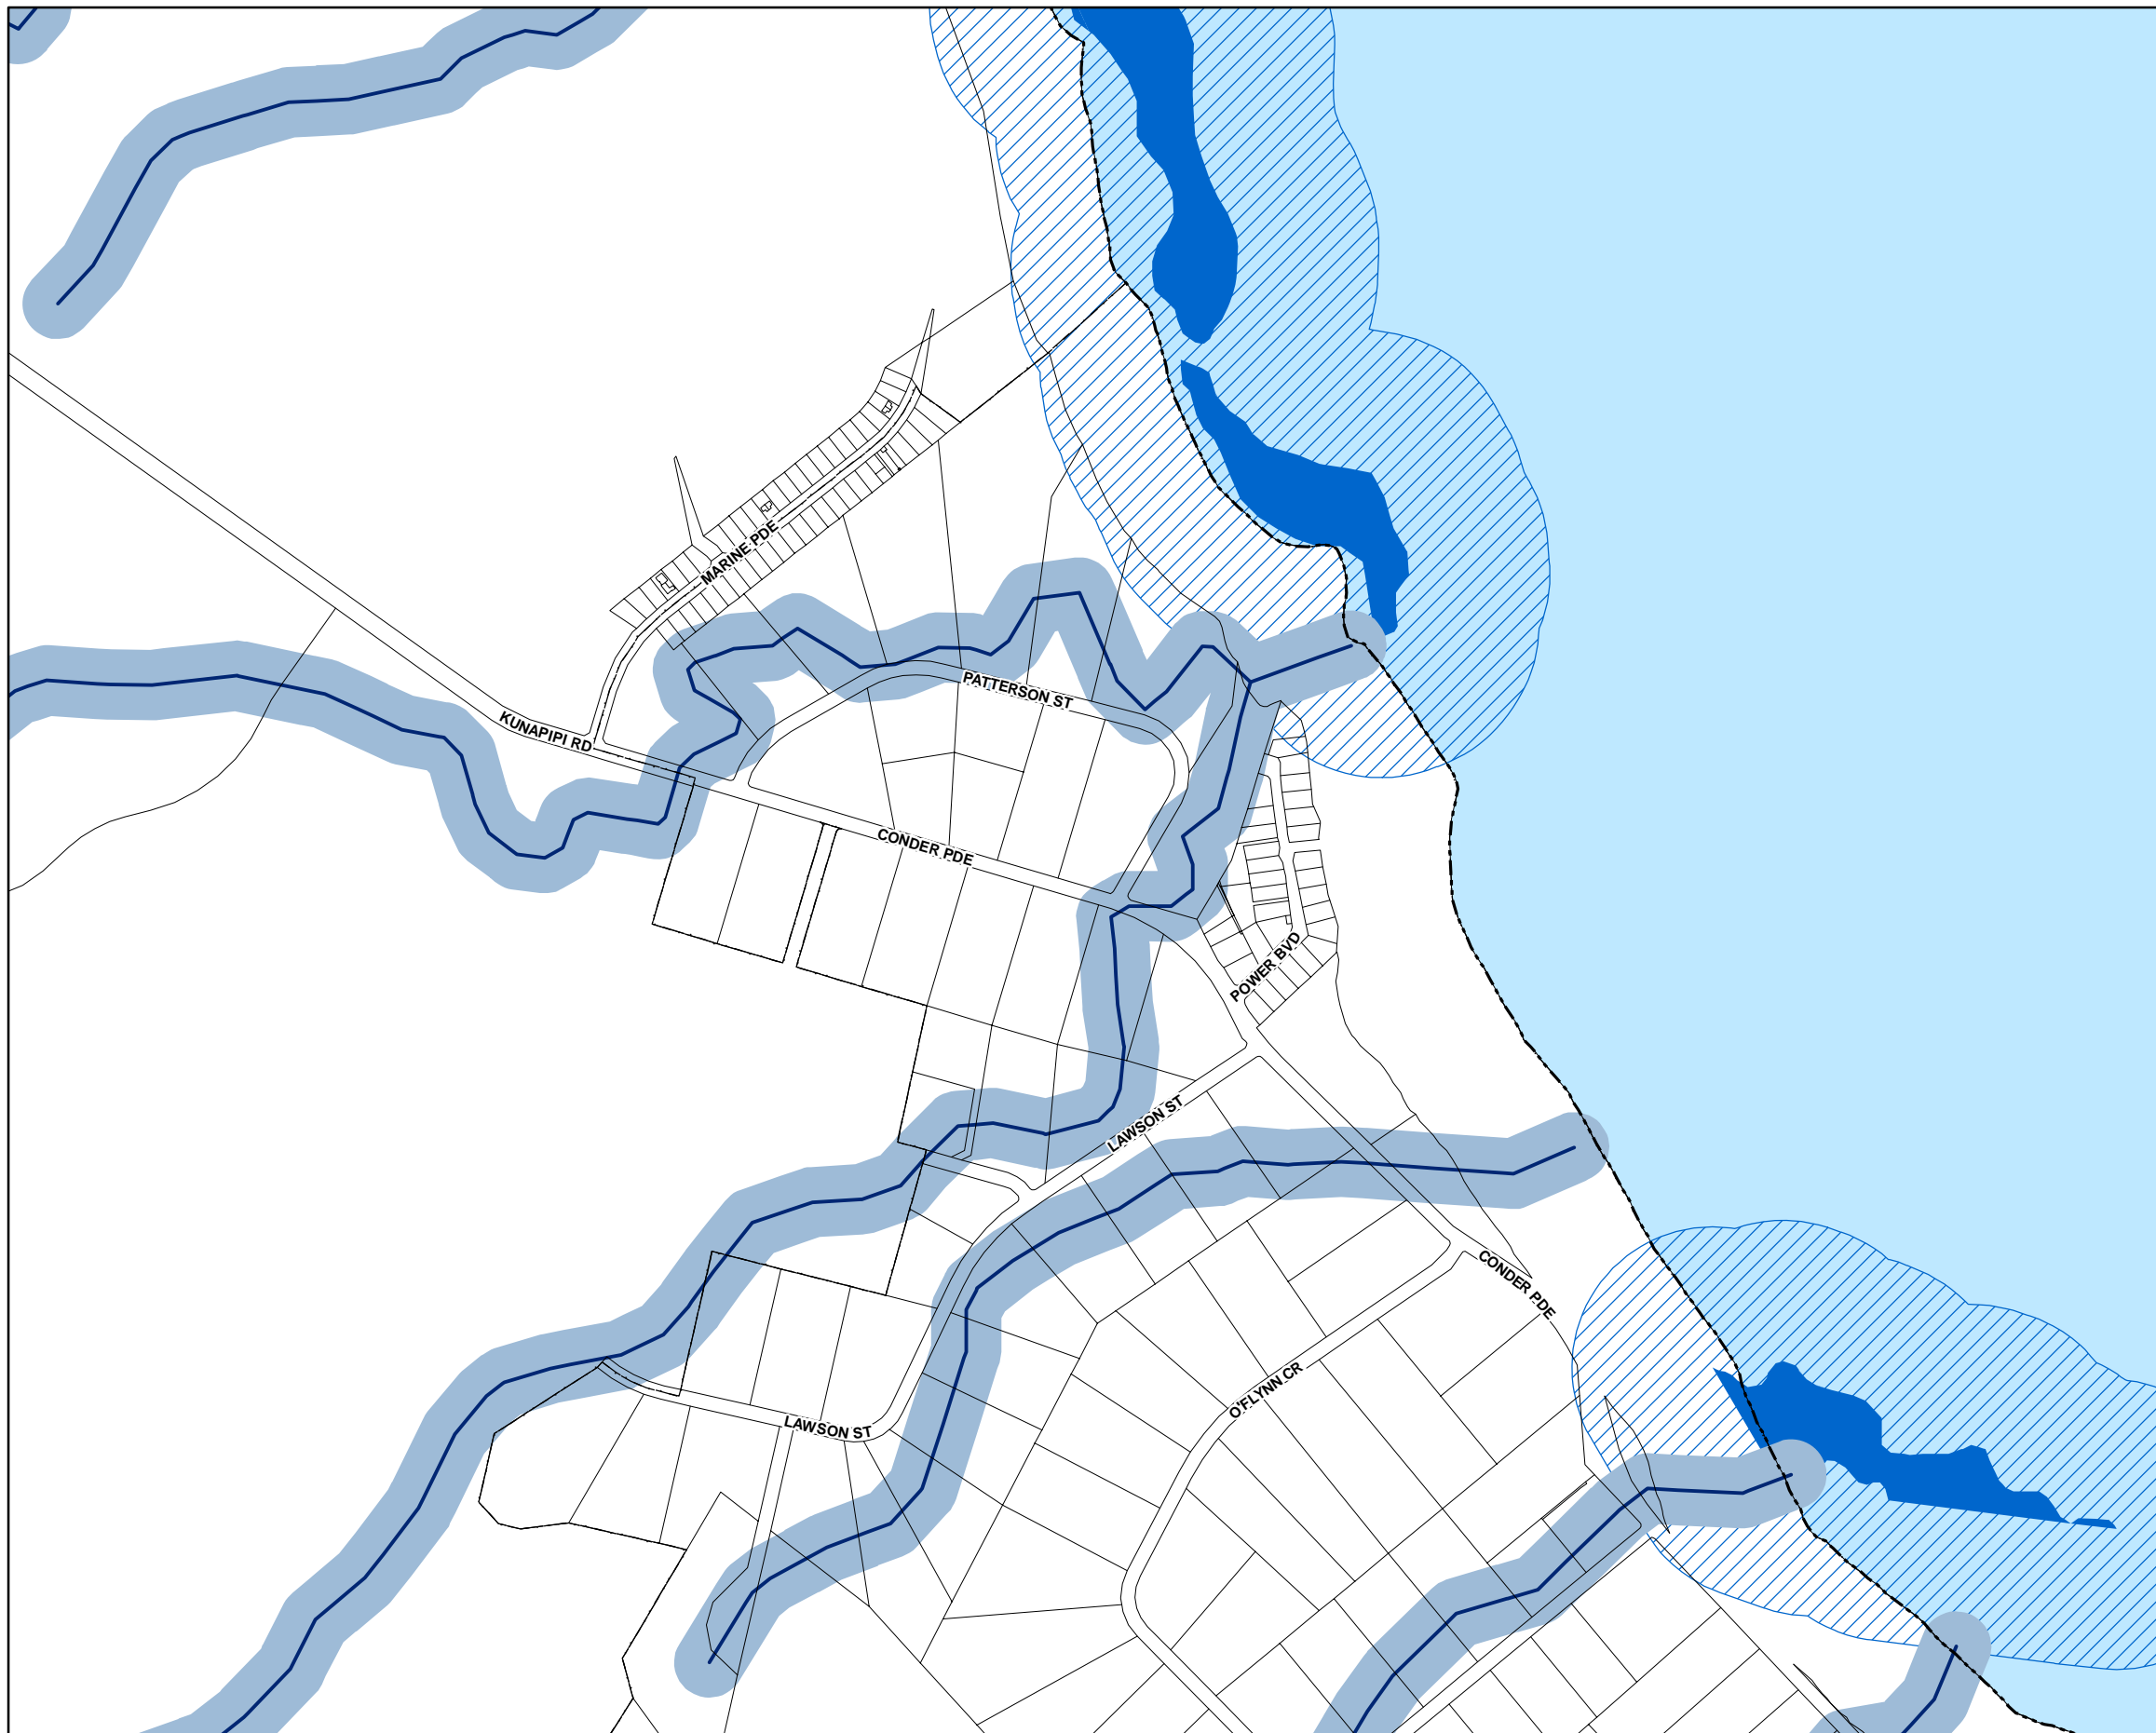 MARINE PDE
PATTERSON ST
KUNAPIPI RD
CONDER PDE
POWER BVD
LAWSON ST
CONDER PDE
O'FLYNN CR
LAWSON ST